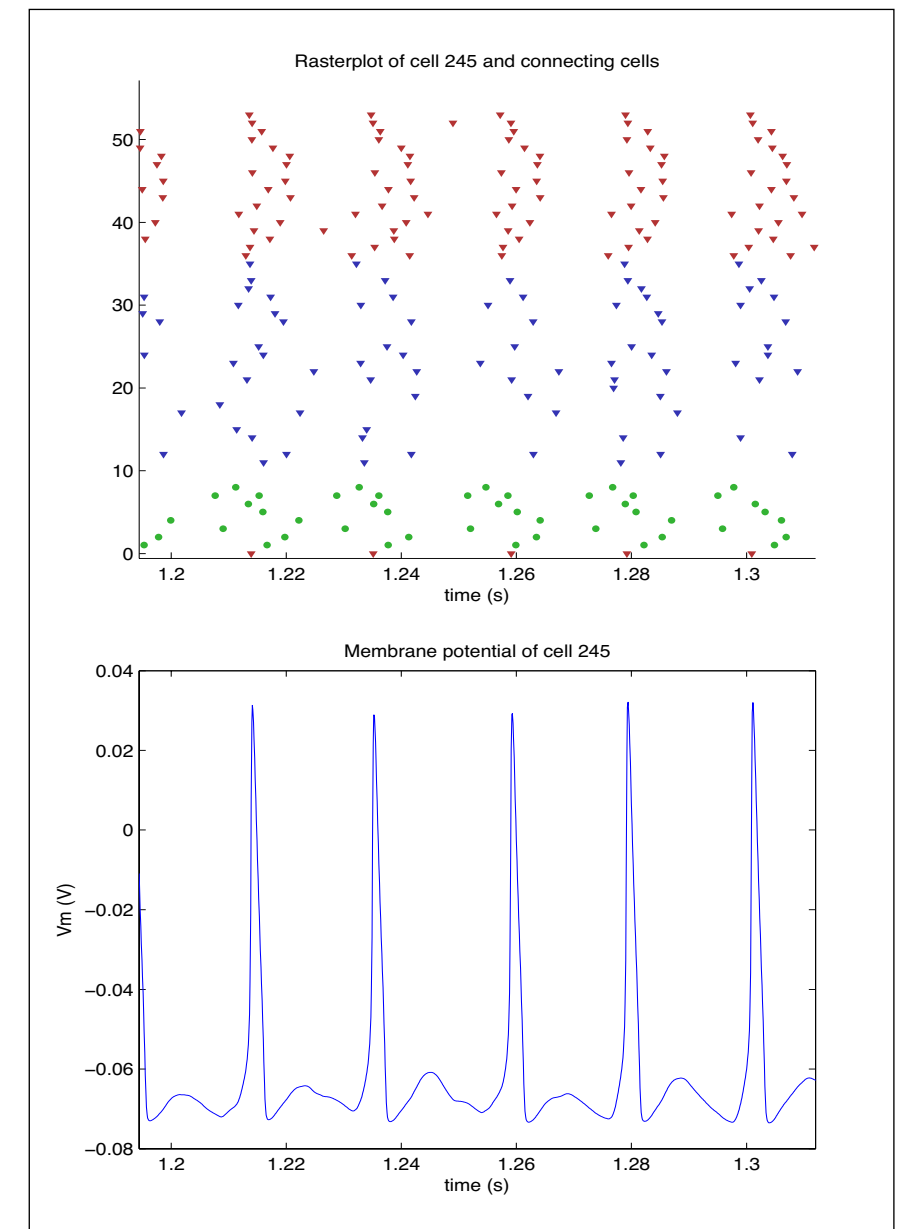 Rasterplot of cell 245 and connecting cells
50
40
30
20
10
0
1.2 1.22 1.24 1.26 1.28 1.3
time (s)
Membrane potential of cell 245
0.04
0.02
0
−0.02
−0.04
−0.06
−0.08
Vm (V)
1.2 1.22 1.24 1.26 1.28 1.3
time (s)